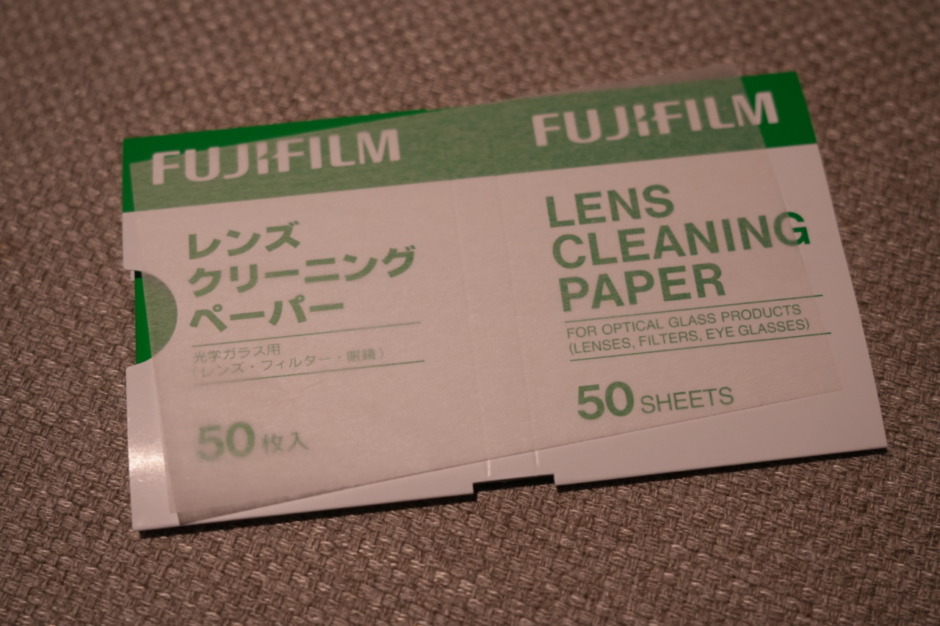 FUJIFILM
レンズ
クリーニング
ペーパー
光学ガラス用
(レンズ・フィルター・眼鏡)
50枚入
FUJIFILM
LENS
CLEANING
PAPER
FOR OPTICAL GLASS PRODUCTS
(LENSES, FILTERS, EYE GLASSES)
50 SHEETS